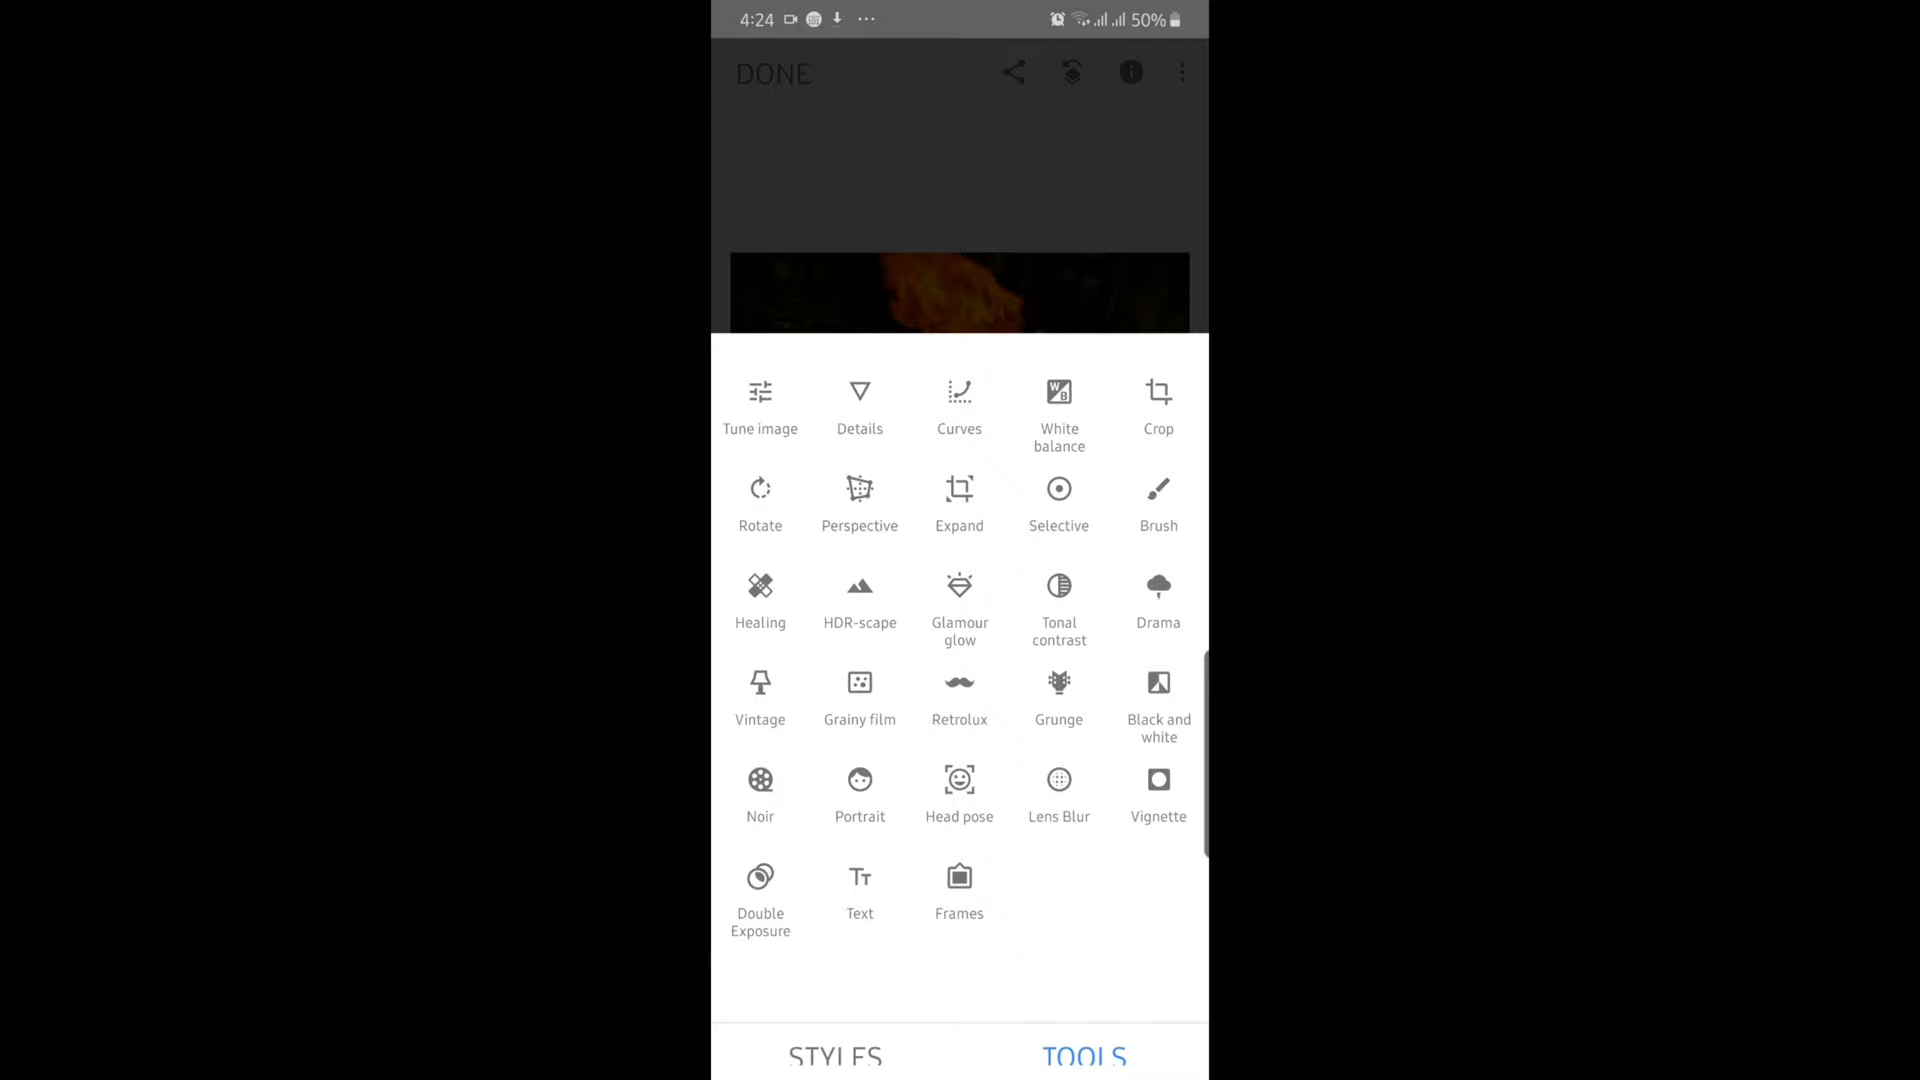 4:24 50%
DONE
Tune image Details Curves White balance Crop
Rotate Perspective Expand Selective Brush
Healing HDR-scape Glamour glow Tonal contrast Drama
Vintage Grainy film Retrolux Grunge Black and white
Noir Portrait Head pose Lens Blur Vignette
Double Exposure Text Frames
STYLES TOOLS